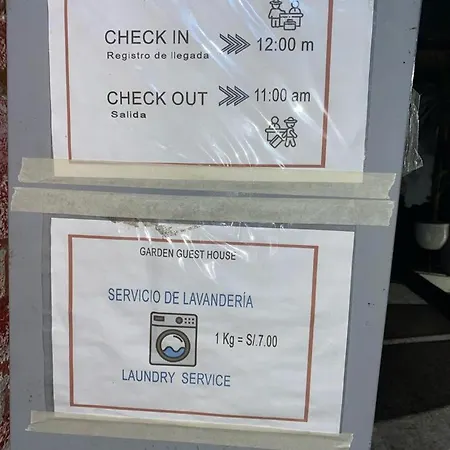 CHECK IN >>> 12:00 m
Registro de llegada
CHECK OUT >>> 11:00 am
Salida
GARDEN GUEST HOUSE
SERVICIO DE LAVANDERÍA
1 Kg = S/.7.00
LAUNDRY SERVICE